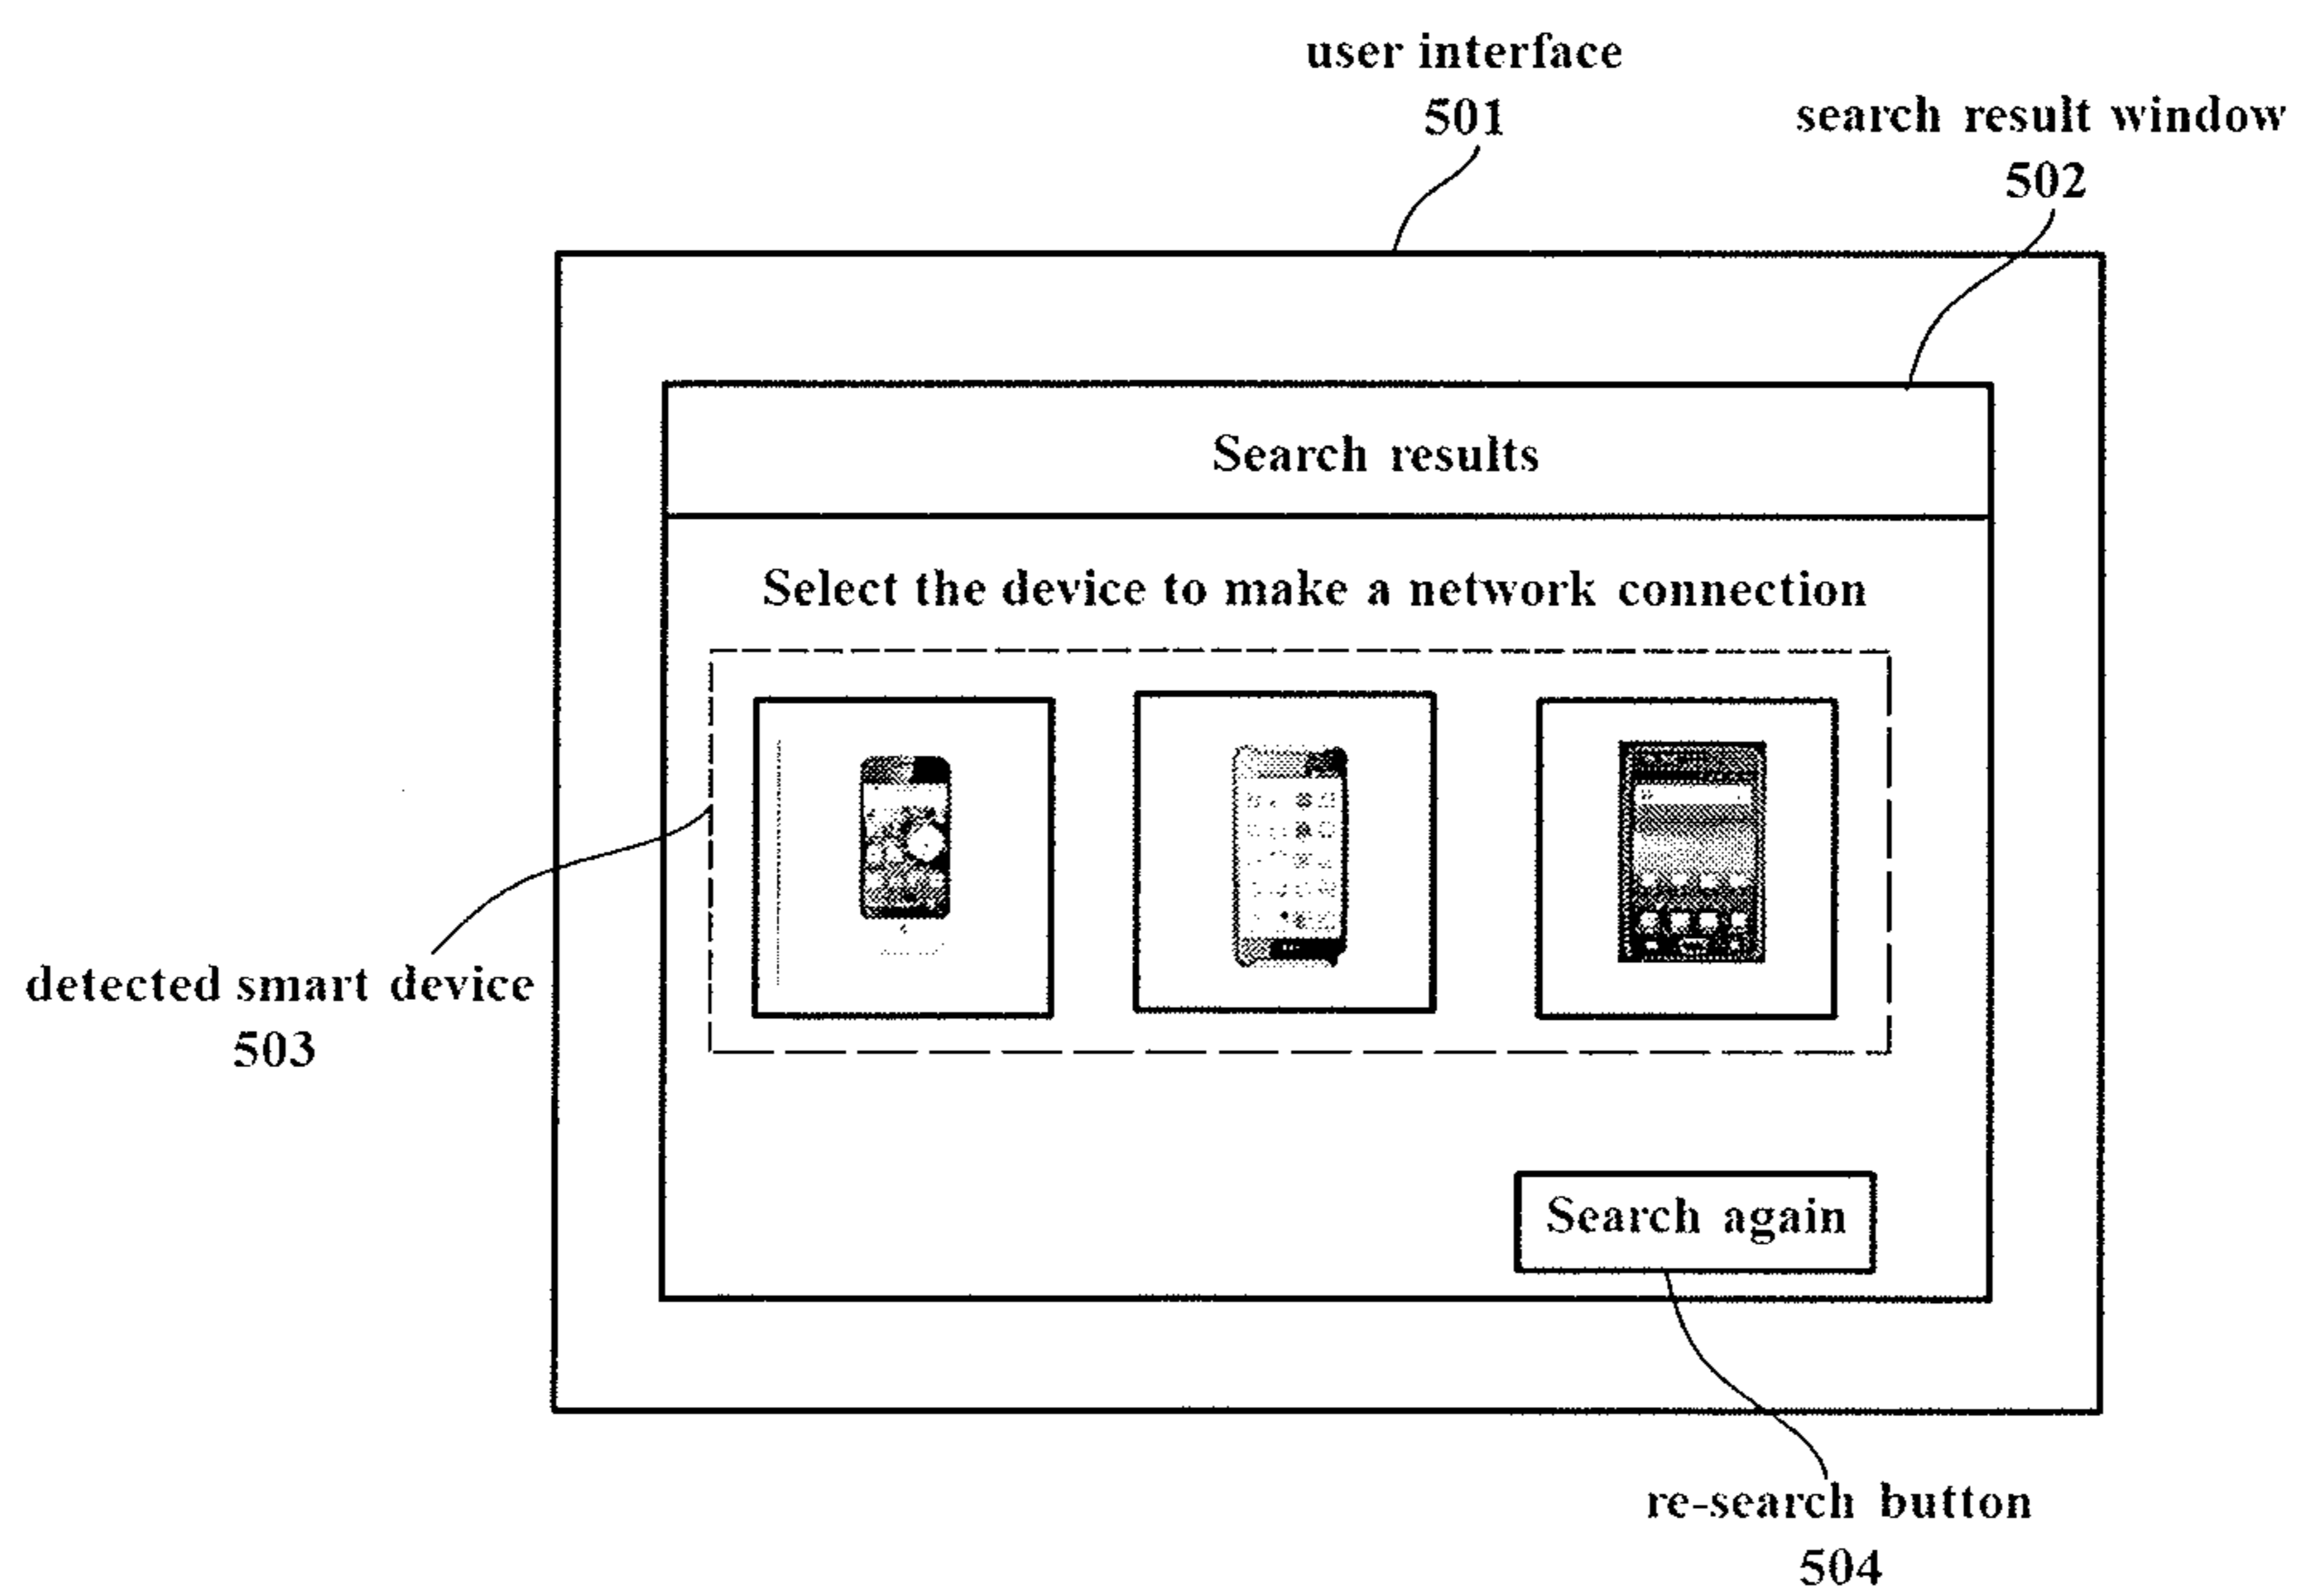 user interface
501
search result window
502
Search results
Select the device to make a network connection
detected smart device
503
Search again
re-search button
504